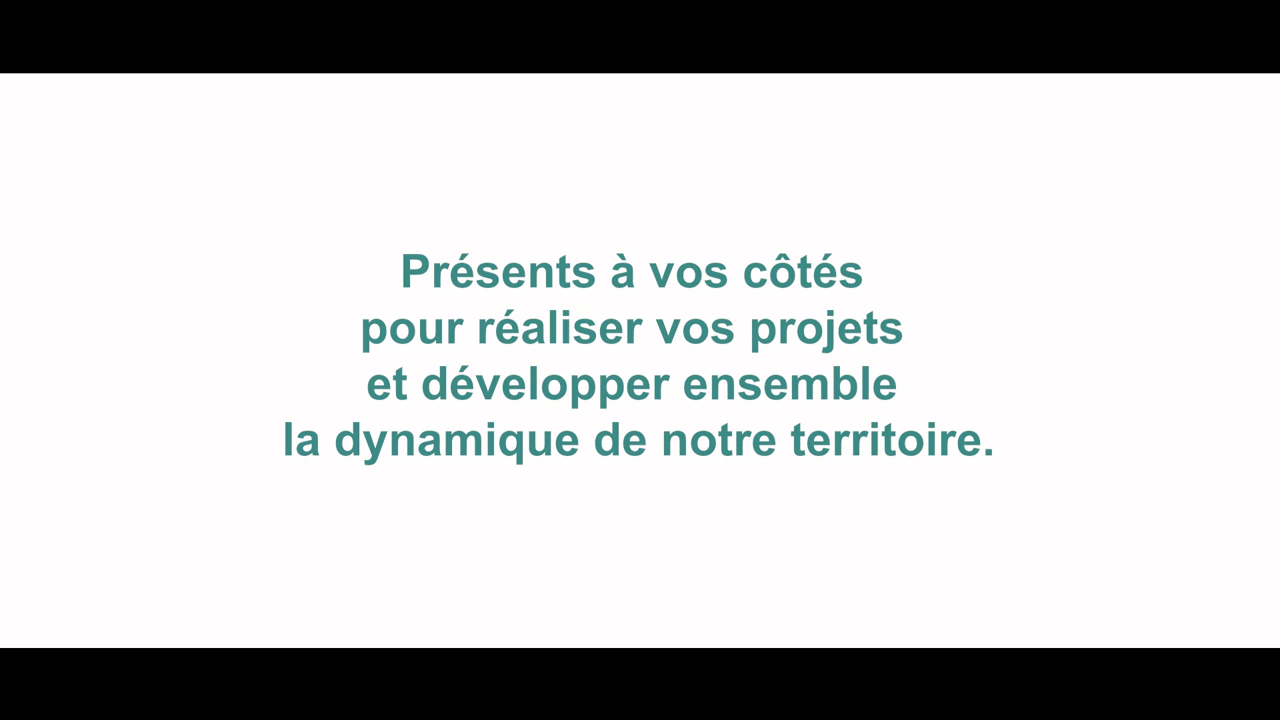 Présents à vos côtés
pour réaliser vos projets
et développer ensemble
la dynamique de notre territoire.